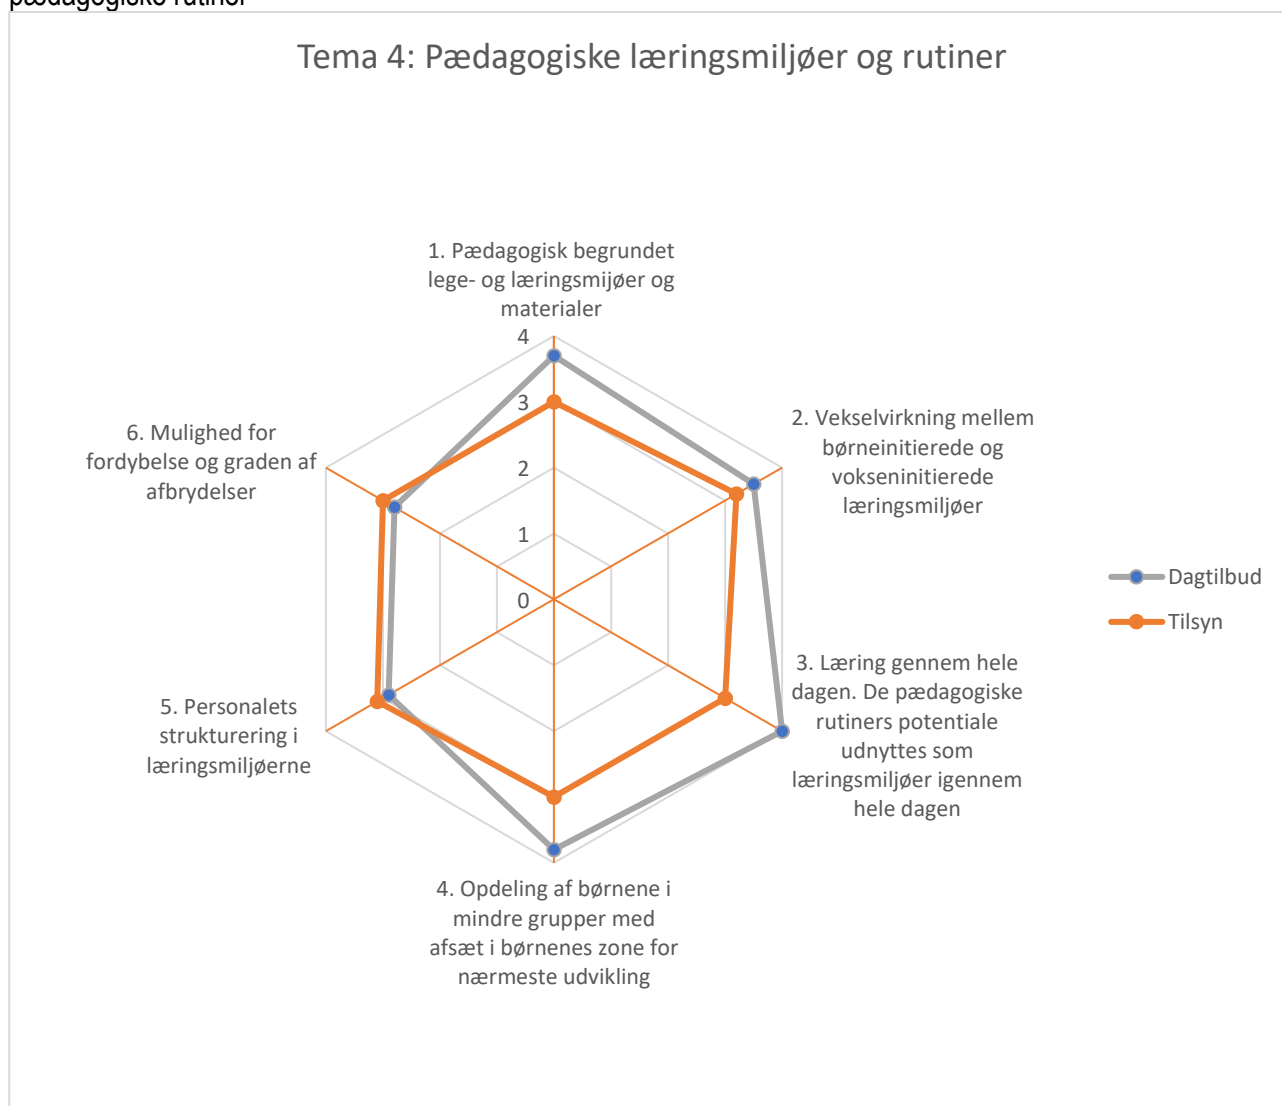 pædagogiske rutiner
Tema 4: Pædagogiske læringsmiljøer og rutiner
1. Pædagogisk begrundet
lege- og læringsmijøer og
materialer
4
3
2
1
0
2. Vekselvirkning mellem
børneinitierede og
vokseninitierede
læringsmiljøer
3. Læring gennem hele
dagen. De pædagogiske
rutiners potentiale
udnyttes som
læringsmiljøer igennem
hele dagen
4. Opdeling af børnene i
mindre grupper med
afsæt i børnenes zone for
nærmeste udvikling
5. Personalets
strukturering i
læringsmiljøerne
6. Mulighed for
fordybelse og graden af
afbrydelser
Dagtilbud
Tilsyn